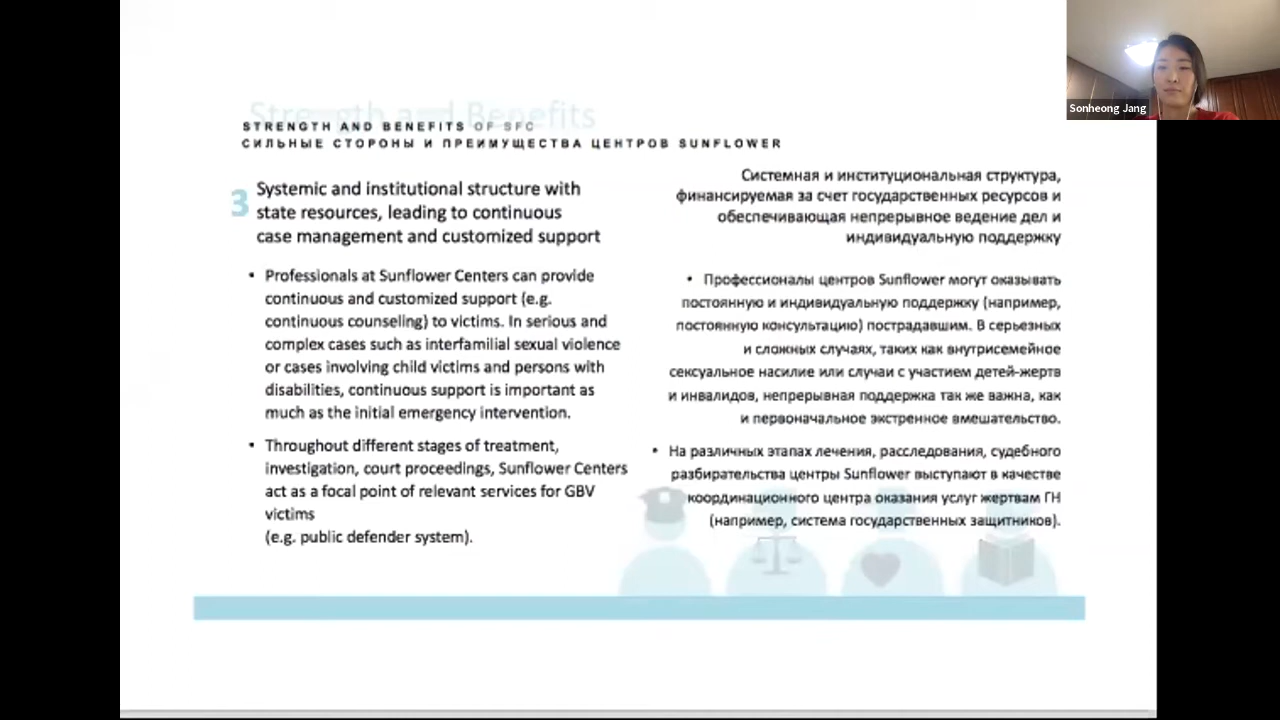 Strength and Benefits
STRENGTH AND BENEFITS OF SFC
СИЛЬНЫЕ СТОРОНЫ И ПРЕИМУЩЕСТВА ЦЕНТРОВ SUNFLOWER
3
Systemic and institutional structure with
state resources, leading to continuous
case management and customized support
• Professionals at Sunflower Centers can provide
continuous and customized support (e.g.
continuous counseling) to victims. In serious and
complex cases such as interfamilial sexual violence
or cases involving child victims and persons with
disabilities, continuous support is important as
much as the initial emergency intervention.
• Throughout different stages of treatment,
investigation, court proceedings, Sunflower Centers
act as a focal point of relevant services for GBV
victims
(e.g. public defender system).
Системная и институциональная структура,
финансируемая за счет государственных ресурсов и
обеспечивающая непрерывное ведение дел и
индивидуальную поддержку
• Профессионалы центров Sunflower могут оказывать
постоянную и индивидуальную поддержку (например,
постоянную консультацию) пострадавшим. В серьезных
и сложных случаях, таких как внутрисемейное
сексуальное насилие или случаи с участием детей-жертв
и инвалидов, непрерывная поддержка так же важна, как
и первоначальное экстренное вмешательство.
• На различных этапах лечения, расследования, судебного
разбирательства центры Sunflower выступают в качестве
координационного центра оказания услуг жертвам ГН
(например, система государственных защитников).
Sonheong Jang